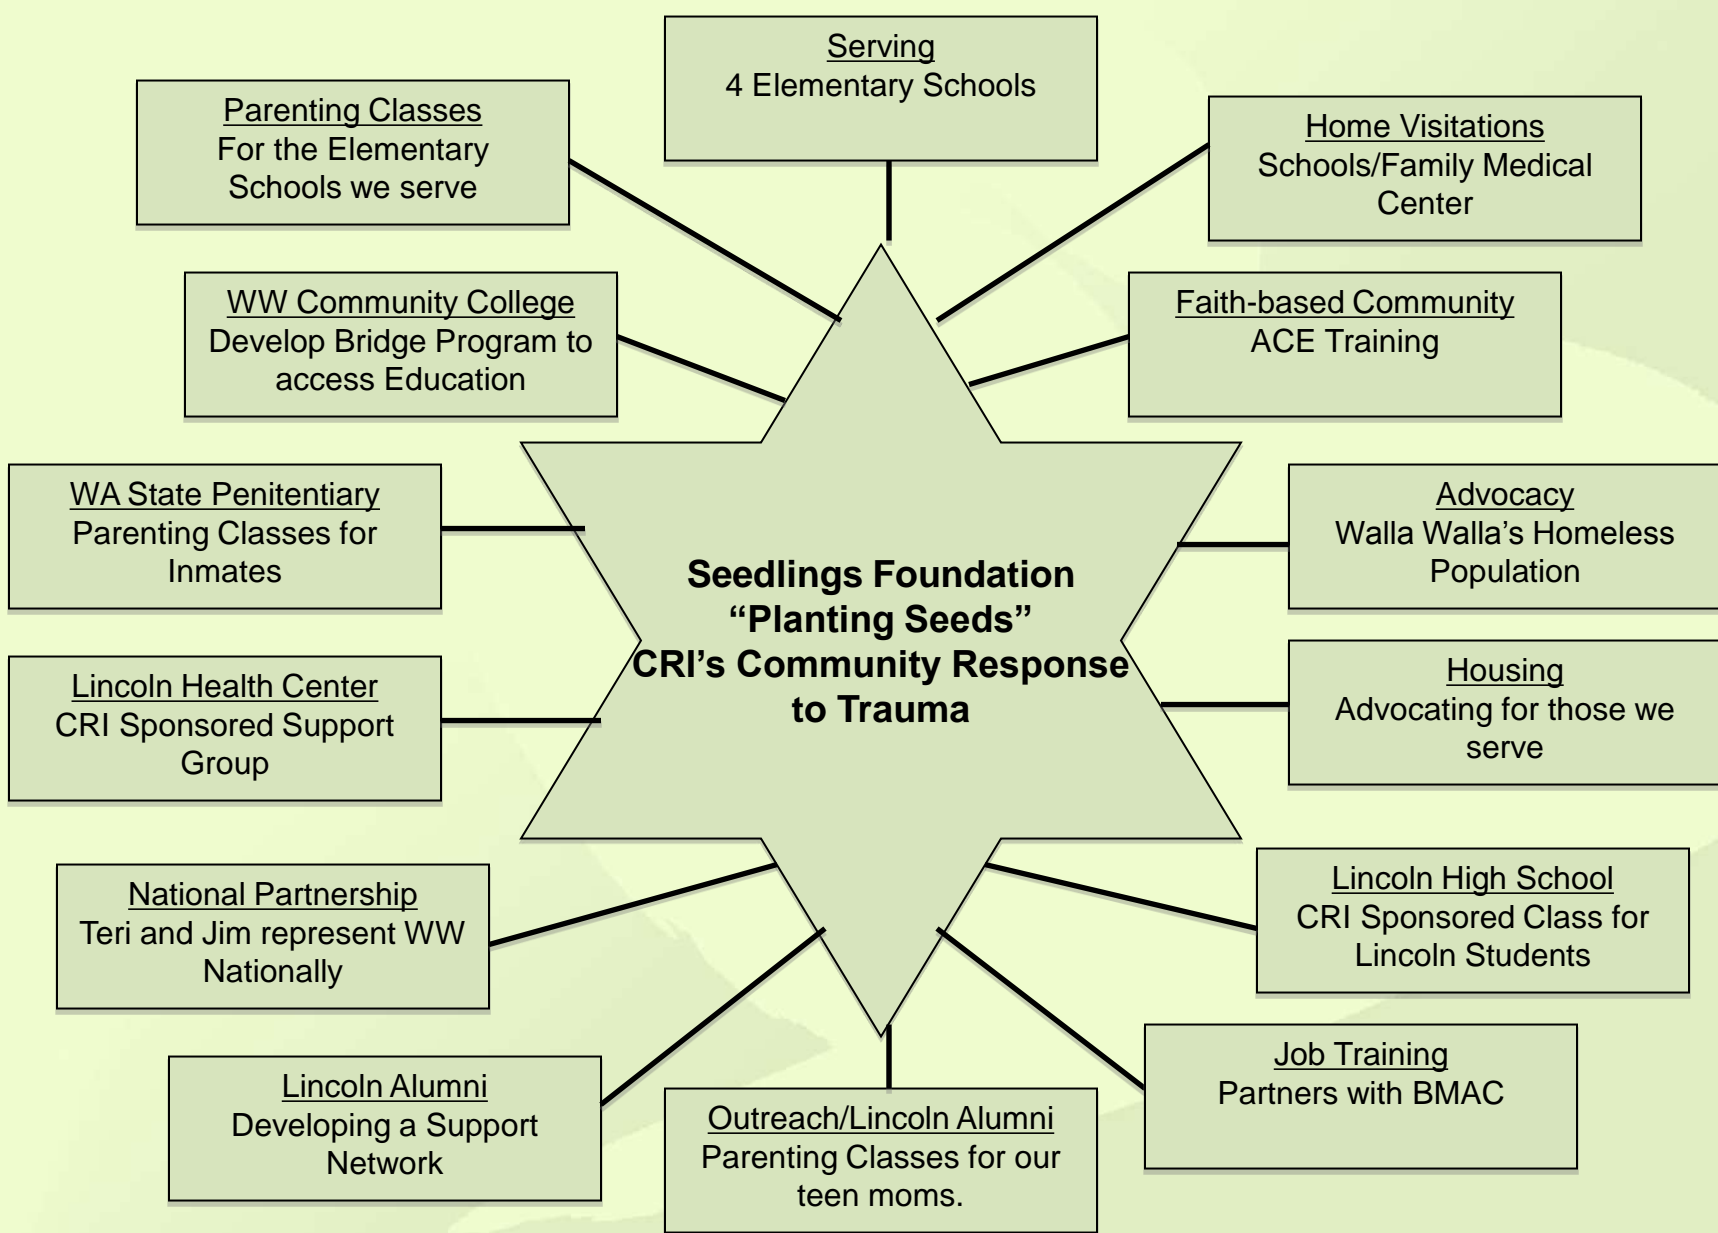 Serving
4 Elementary Schools
Parenting Classes
For the Elementary
Schools we serve
Home Visitations
Schools/Family Medical
Center
WW Community College
Develop Bridge Program to
access Education
Faith-based Community
ACE Training
WA State Penitentiary
Parenting Classes for
Inmates
Advocacy
Walla Walla’s Homeless
Population
Seedlings Foundation
“Planting Seeds”
CRI’s Community Response
to Trauma
Lincoln Health Center
CRI Sponsored Support
Group
Housing
Advocating for those we
serve
National Partnership
Teri and Jim represent WW
Nationally
Lincoln High School
CRI Sponsored Class for
Lincoln Students
Lincoln Alumni
Developing a Support
Network
Outreach/Lincoln Alumni
Parenting Classes for our
teen moms.
Job Training
Partners with BMAC